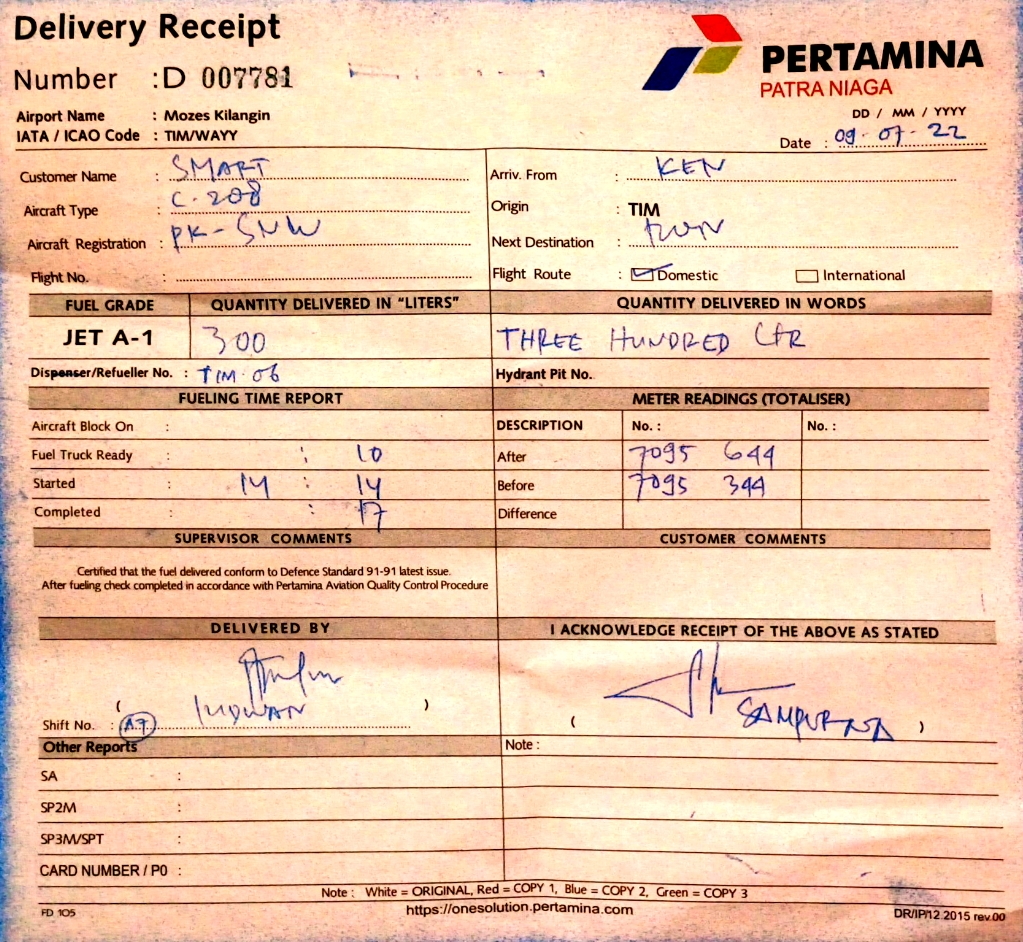 Delivery Receipt
Number : D 007781
PERTAMINA
PATRA NIAGA
Airport Name : Mozes Kilangin
IATA / ICAO Code : TIM/WAYY
DD / MM / YYYY
Date : 09-07-22
Customer Name : SMART
Arriv. From : KEN
Aircraft Type : C-208
Origin : TIM
Aircraft Registration : PK-SNW
Next Destination :
Flight No. :
Flight Route : Domestic International
FUEL GRADE QUANTITY DELIVERED IN "LITERS" QUANTITY DELIVERED IN WORDS
JET A-1 300 THREE HUNDRED LTR
Dispenser/Refueller No. : TIM-06 Hydrant Pit No.
FUELING TIME REPORT METER READINGS (TOTALISER)
Aircraft Block On : DESCRIPTION No. : No. :
Fuel Truck Ready : : 10 After 7095 644
Started : 14 : 14 Before 7095 344
Completed : : 17 Difference
SUPERVISOR COMMENTS CUSTOMER COMMENTS
Certified that the fuel delivered conform to Defence Standard 91-91 latest issue.
After fueling check completed in accordance with Pertamina Aviation Quality Control Procedure
DELIVERED BY I ACKNOWLEDGE RECEIPT OF THE ABOVE AS STATED
( )
Shift No. : A7
( SAMPURNA )
Other Reports Note :
SA :
SP2M :
SP3M/SPT :
CARD NUMBER / PO :
Note : White = ORIGINAL, Red = COPY 1, Blue = COPY 2, Green = COPY 3
FD 105 https://onesolution.pertamina.com DR/IP/12.2015 rev.00